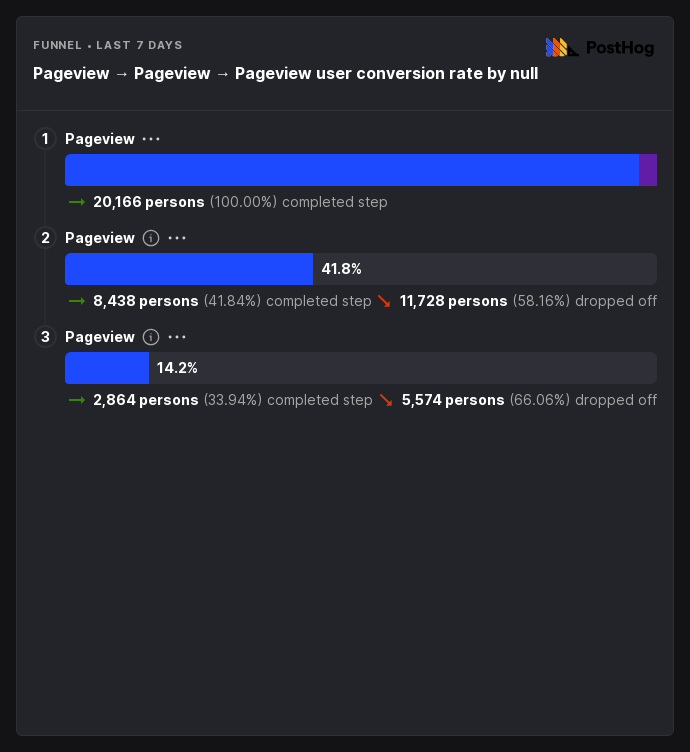 FUNNEL • LAST 7 DAYS
PostHog
Pageview → Pageview → Pageview user conversion rate by null
1 Pageview ···
→ 20,166 persons (100.00%) completed step
2 Pageview ···
41.8%
→ 8,438 persons (41.84%) completed step ↘ 11,728 persons (58.16%) dropped off
3 Pageview ···
14.2%
→ 2,864 persons (33.94%) completed step ↘ 5,574 persons (66.06%) dropped off